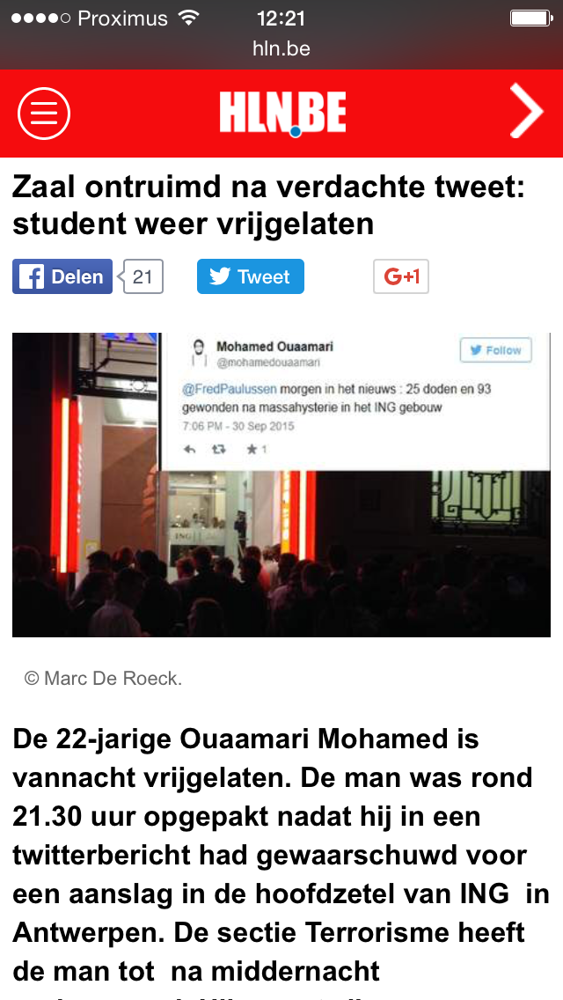 Proximus 12:21
hln.be
HLN.BE
Zaal ontruimd na verdachte tweet:
student weer vrijgelaten
Delen 21 Tweet G+1
Mohamed Ouaamari
@mohamedouaamari
Follow
@FredPaulussen morgen in het nieuws : 25 doden en 93
gewonden na massahysterie in het ING gebouw
7:06 PM - 30 Sep 2015
1
ING
© Marc De Roeck.
De 22-jarige Ouaamari Mohamed is
vannacht vrijgelaten. De man was rond
21.30 uur opgepakt nadat hij in een
twitterbericht had gewaarschuwd voor
een aanslag in de hoofdzetel van ING in
Antwerpen. De sectie Terrorisme heeft
de man tot na middernacht